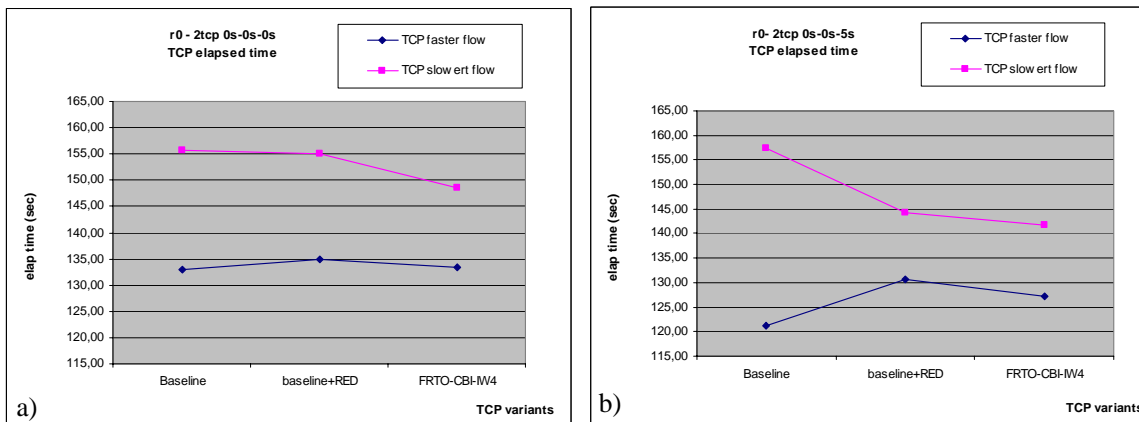 r0 - 2tcp 0s-0s-0s
TCP elapsed time
TCP faster flow
TCP slow ert flow
165,00
160,00
155,00
150,00
145,00
140,00
135,00
130,00
125,00
120,00
115,00
elap time (sec)
Baseline
baseline+RED
FRTO-CBI-IW4
TCP variants
a)
r0- 2tcp 0s-0s-5s
TCP elapsed time
TCP faster flow
TCP slow ert flow
165,00
160,00
155,00
150,00
145,00
140,00
135,00
130,00
125,00
120,00
115,00
elap time (sec)
Baseline
baseline+RED
FRTO-CBI-IW4
TCP variants
b)